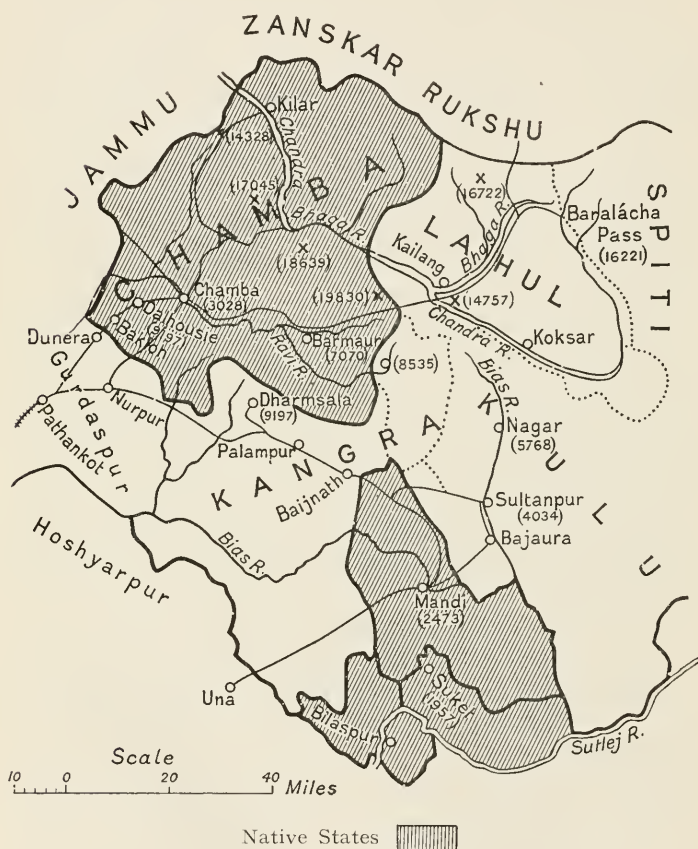 ZANSKAR RUKSHU
JAMMU
SPITI
Kilar
(14328)
Chandra
(17045)
Bhaga R.
CHAMBA
(18639)
(16722)
Baralácha
Pass
(16221)
LAHUL
Bhaga R.
Kailang
(19830)
(14757)
Chandra R.
Koksar
Chamba
(3028)
Dalhousie
(9797)
Bakloh
Dunera
Ravi R.
Barmaur
(7070)
(8535)
Bias R.
Gurdaspur
Nurpur
Pathankot
Dharmsala
(9197)
Nagar
(5768)
Palampur
KANGRA
KULU
Baijnath
Sultanpur
(4034)
Bajaura
Hoshyarpur
Bias R.
Mandi
(2473)
Una
Suket
(1957)
Bilaspur
Sutlej R.
Scale
10 0 20 40
Miles
Native States